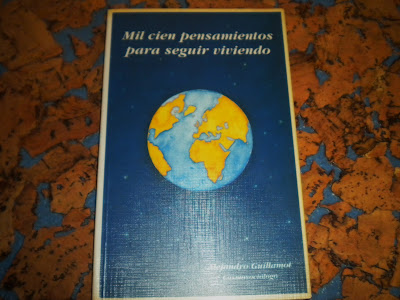 Mil cien pensamientos
para seguir viviendo
Alejandro Guillamot